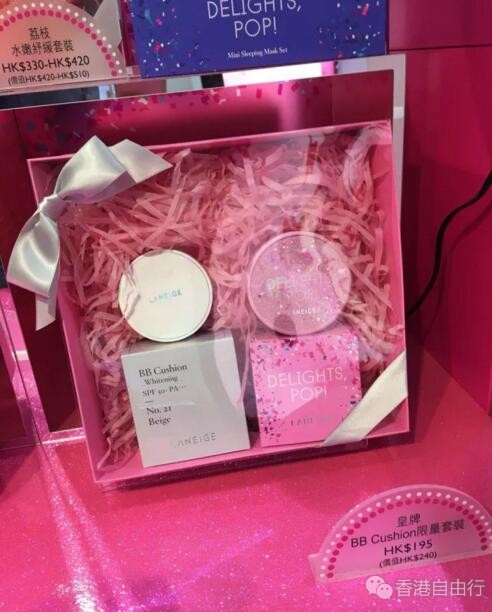 荔枝
水嫩紓緩套裝
HK$330-HK$420
(價值HK$420-HK$510)
DELIGHTS,
POP!
Mini Sleeping Mask Set
LANEIGE
DELIGHTS,
POP!
LANEIGE
BB Cushion
Whitening
SPF 50+ PA+++
No. 21
Beige
LANEIGE
DELIGHTS,
POP!
LANEIGE
皇牌
BB Cushion限量套裝
HK$195
(價值HK$240)
香港自由行